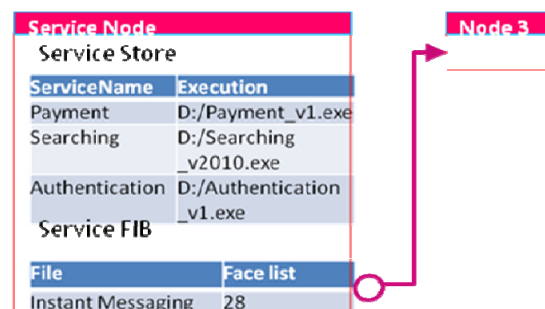 Service Node
Node 3
Service Store
ServiceName Execution
Payment D:/Payment_v1.exe
Searching D:/Searching
_v2010.exe
Authentication D:/Authentication
_v1.exe
Service FIB
File Face list
Instant Messaging 28